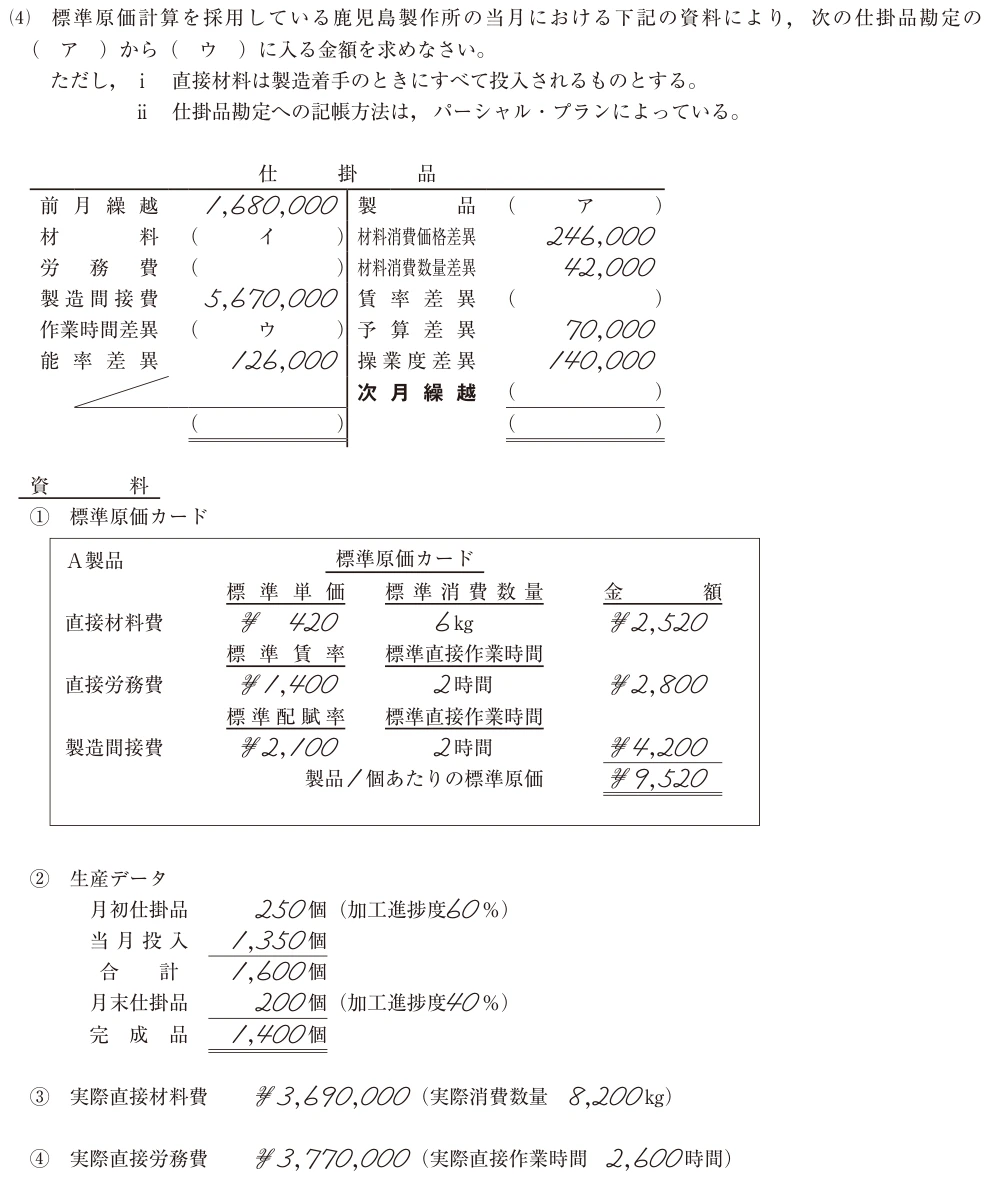 ⑷ 標準原価計算を採用している鹿児島製作所の当月における下記の資料により，次の仕掛品勘定の
（ ア ）から（ ウ ）に入る金額を求めなさい。
ただし， ⅰ 直接材料は製造着手のときにすべて投入されるものとする。
ⅱ 仕掛品勘定への記帳方法は，パーシャル・プランによっている。
仕 掛 品
前月繰越 1,680,000 製 品 （ ア ）
材 料 （ イ ） 材料消費価格差異 246,000
労 務 費 （ ） 材料消費数量差異 42,000
製造間接費 5,670,000 賃率差異 （ ）
作業時間差異 （ ウ ） 予算差異 70,000
能率差異 126,000 操業度差異 140,000
次月繰越 （ ）
（ ） （ ）
資 料
① 標準原価カード
Ａ製品 標準原価カード
標準単価 標準消費数量 金 額
直接材料費 ¥ 420 6kg ¥2,520
標準賃率 標準直接作業時間
直接労務費 ¥1,400 2時間 ¥2,800
標準配賦率 標準直接作業時間
製造間接費 ¥2,100 2時間 ¥4,200
製品1個あたりの標準原価 ¥9,520
② 生産データ
月初仕掛品 250個（加工進捗度60％）
当月投入 1,350個
合 計 1,600個
月末仕掛品 200個（加工進捗度40％）
完成品 1,400個
③ 実際直接材料費 ¥3,690,000（実際消費数量 8,200kg）
④ 実際直接労務費 ¥3,770,000（実際直接作業時間 2,600時間）